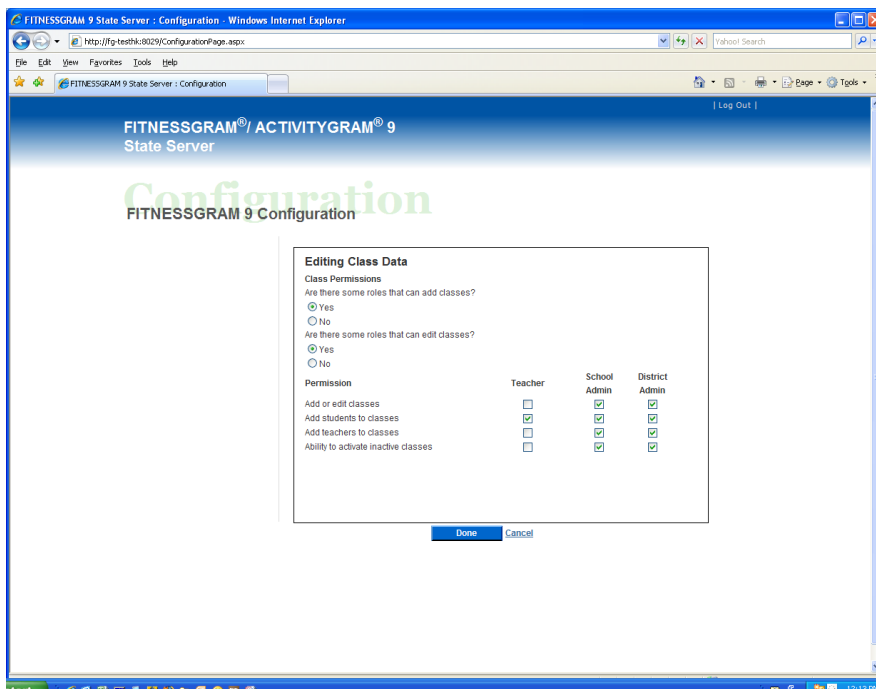 FITNESSGRAM 9 State Server : Configuration - Windows Internet Explorer
http://fg-testhk:8029/ConfigurationPage.aspx
Yahoo! Search
File Edit View Favorites Tools Help
FITNESSGRAM 9 State Server : Configuration
Page Tools
| Log Out |
FITNESSGRAM®/ ACTIVITYGRAM® 9
State Server
Configuration
FITNESSGRAM 9 Configuration
Editing Class Data
Class Permissions
Are there some roles that can add classes?
Yes
No
Are there some roles that can edit classes?
Yes
No
Permission Teacher School Admin District Admin
Add or edit classes
Add students to classes
Add teachers to classes
Ability to activate inactive classes
Done Cancel